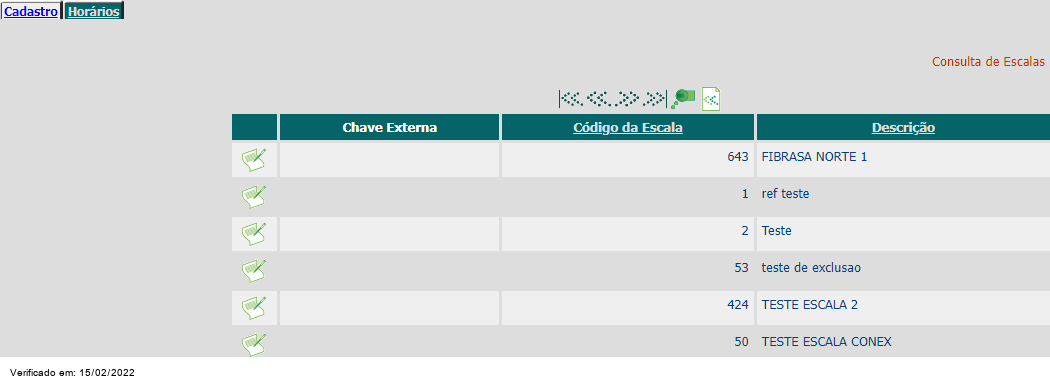 Cadastro Horários
Consulta de Escalas
Chave Externa Código da Escala Descrição
643 FIBRASA NORTE 1
1 ref teste
2 Teste
53 teste de exclusao
424 TESTE ESCALA 2
50 TESTE ESCALA CONEX
Verificado em: 15/02/2022